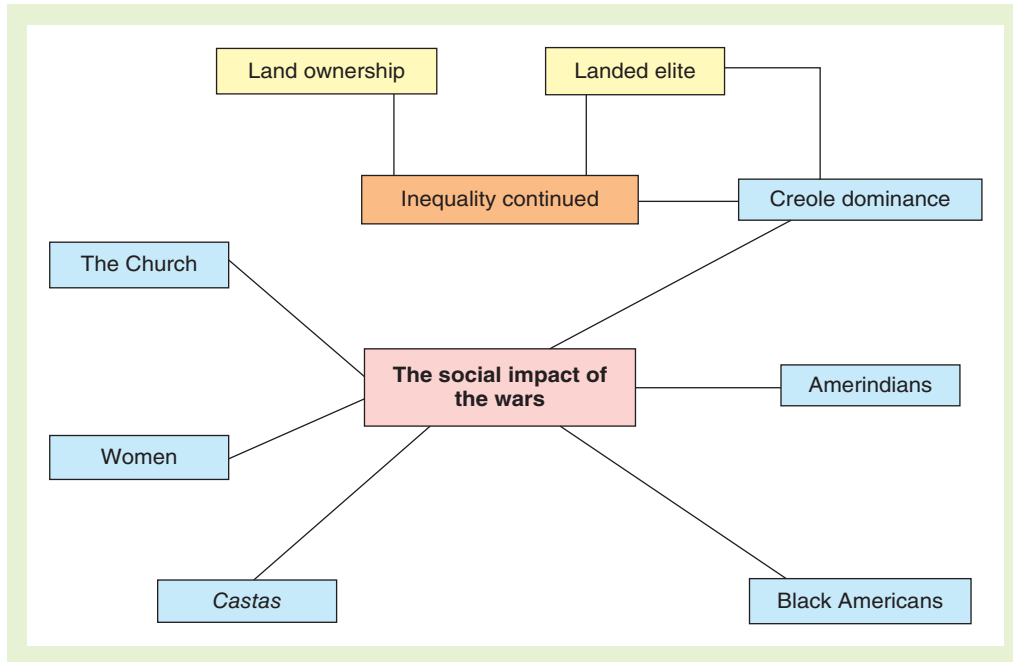 Land ownership
Landed elite
Inequality continued
Creole dominance
The Church
The social impact of
the wars
Amerindians
Women
Castas
Black Americans